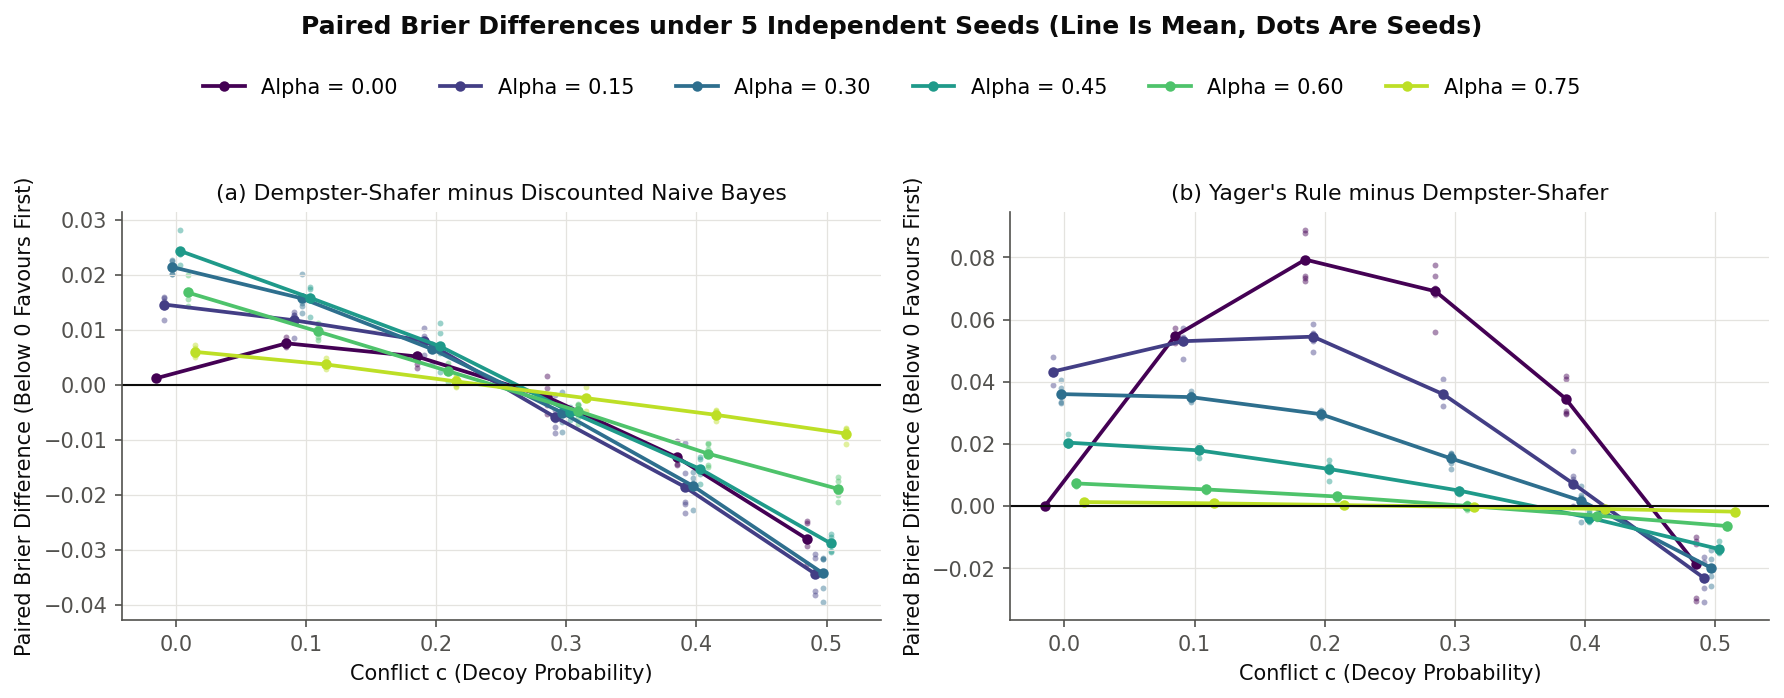 Paired Brier Differences under 5 Independent Seeds (Line Is Mean, Dots Are Seeds)
Alpha = 0.00
Alpha = 0.15
Alpha = 0.30
Alpha = 0.45
Alpha = 0.60
Alpha = 0.75
(a) Dempster-Shafer minus Discounted Naive Bayes
Paired Brier Difference (Below 0 Favours First)
0.03
0.02
0.01
0.00
−0.01
−0.02
−0.03
−0.04
0.0
0.1
0.2
0.3
0.4
0.5
Conflict c (Decoy Probability)
(b) Yager's Rule minus Dempster-Shafer
Paired Brier Difference (Below 0 Favours First)
0.08
0.06
0.04
0.02
0.00
−0.02
0.0
0.1
0.2
0.3
0.4
0.5
Conflict c (Decoy Probability)